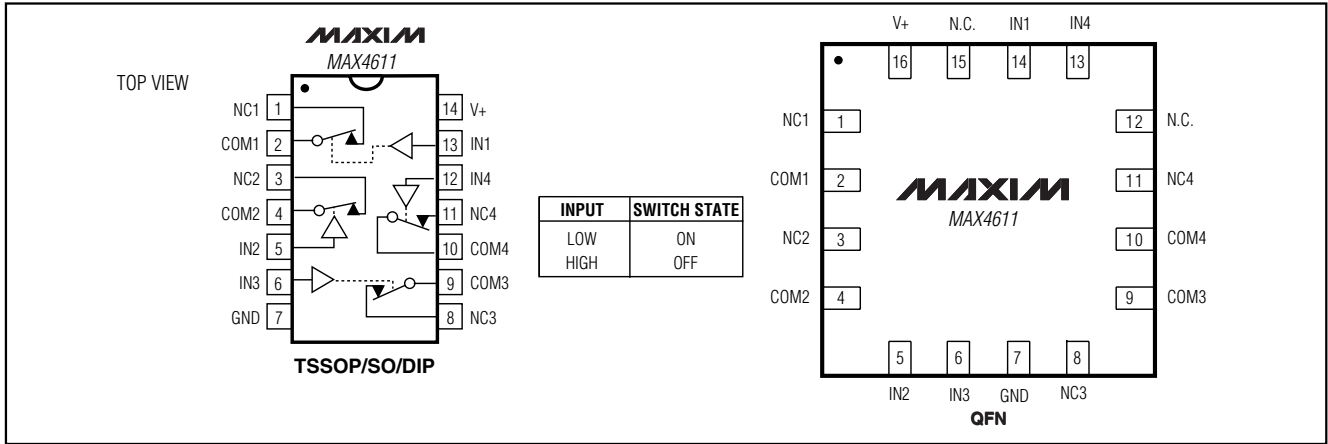 MAXIM
MAX4611
TOP VIEW
NC1 1
COM1 2
NC2 3
COM2 4
IN2 5
IN3 6
GND 7
14 V+
13 IN1
12 IN4
11 NC4
10 COM4
9 COM3
8 NC3
TSSOP/SO/DIP
INPUT SWITCH STATE
LOW ON
HIGH OFF
V+ N.C. IN1 IN4
16 15 14 13
NC1 1
COM1 2
NC2 3
COM2 4
12 N.C.
11 NC4
10 COM4
9 COM3
MAXIM
MAX4611
5 6 7 8
IN2 IN3 GND NC3
QFN